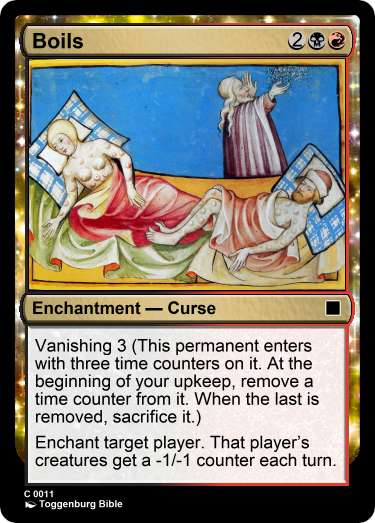 Boils 2
Enchantment — Curse
Vanishing 3 (This permanent enters
with three time counters on it. At the
beginning of your upkeep, remove a
time counter from it. When the last is
removed, sacrifice it.)
Enchant target player. That player's
creatures get a -1/-1 counter each turn.
C 0011
Toggenburg Bible